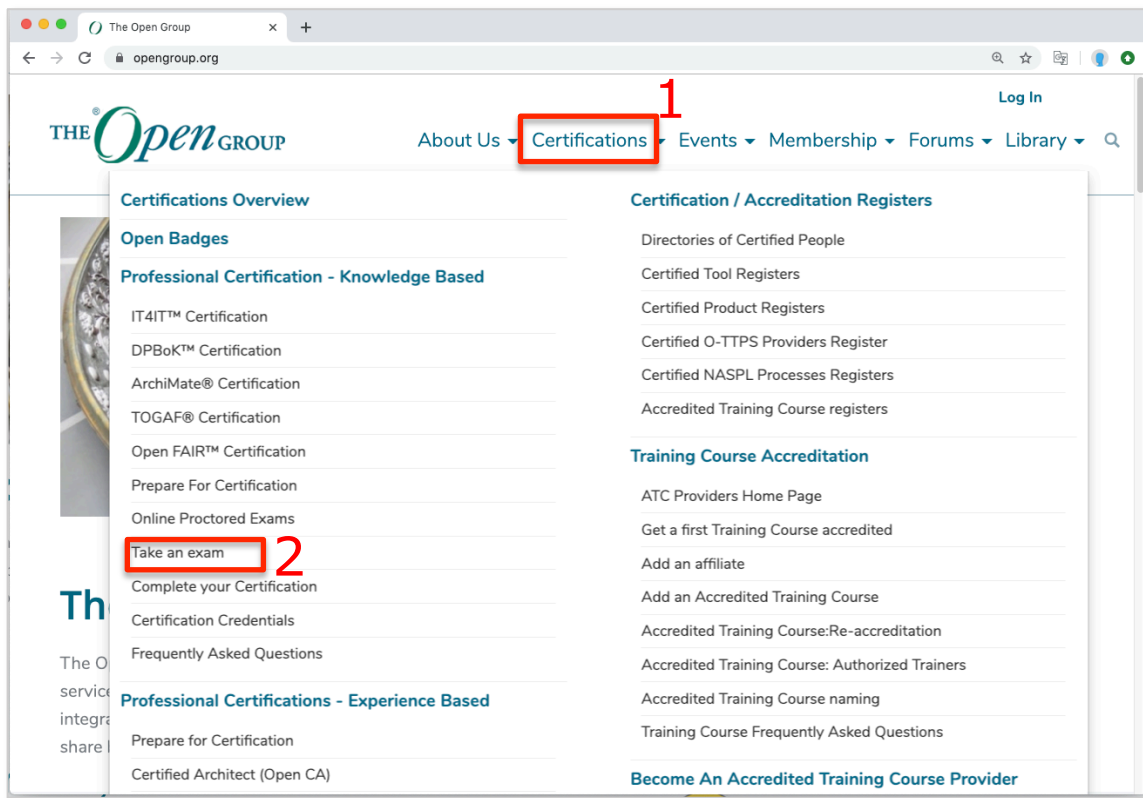 The Open Group
opengroup.org
1
Log In
THE Open GROUP
About Us Certifications Events Membership Forums Library
Certifications Overview
Open Badges
Professional Certification - Knowledge Based
IT4IT™ Certification
DPBoK™ Certification
ArchiMate® Certification
TOGAF® Certification
Open FAIR™ Certification
Prepare For Certification
Online Proctored Exams
Take an exam
2
Complete your Certification
Certification Credentials
Frequently Asked Questions
Professional Certifications - Experience Based
Prepare for Certification
Certified Architect (Open CA)
Certification / Accreditation Registers
Directories of Certified People
Certified Tool Registers
Certified Product Registers
Certified O-TTPS Providers Register
Certified NASPL Processes Registers
Accredited Training Course registers
Training Course Accreditation
ATC Providers Home Page
Get a first Training Course accredited
Add an affiliate
Add an Accredited Training Course
Accredited Training Course:Re-accreditation
Accredited Training Course: Authorized Trainers
Accredited Training Course naming
Training Course Frequently Asked Questions
Become An Accredited Training Course Provider
Th
The O
service
integra
share